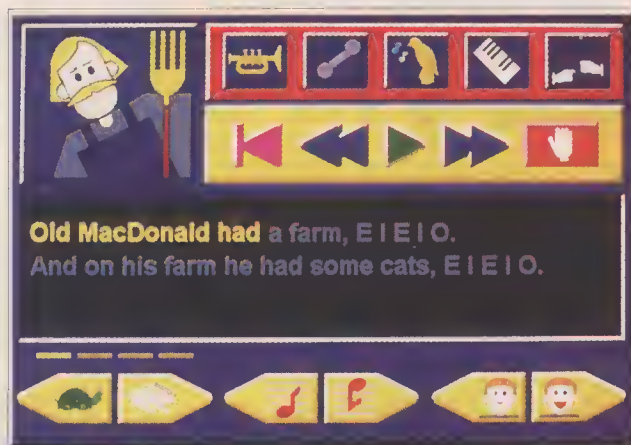 Old MacDonald had a farm, E I E I O.
And on his farm he had some cats, E I E I O.